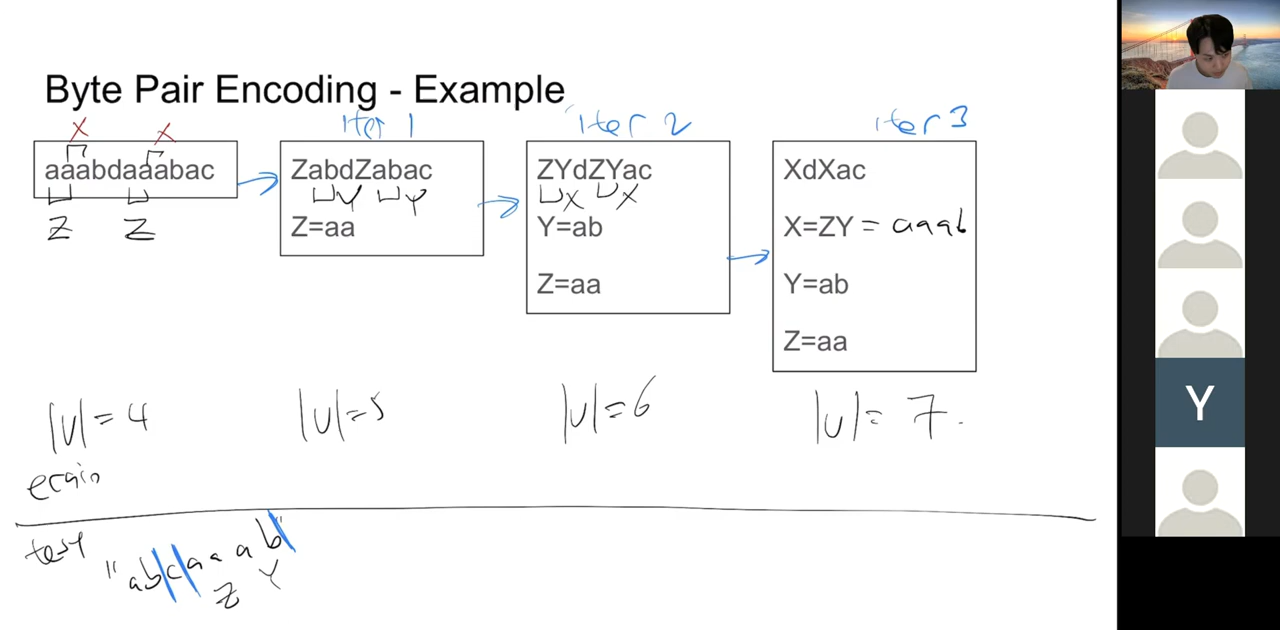 Byte Pair Encoding - Example
iter 1
iter 2
iter 3
X X
aaabdaaabac
Z Z
ZabdZabac
Y Y
Z=aa
ZYdZYac
X X
Y=ab
Z=aa
XdXac
X=ZY = aaab
Y=ab
Z=aa
|V|=4
|V|=5
|V|=6
|V|=7.
test
"ab|c|aaab|"
Z Y
Y